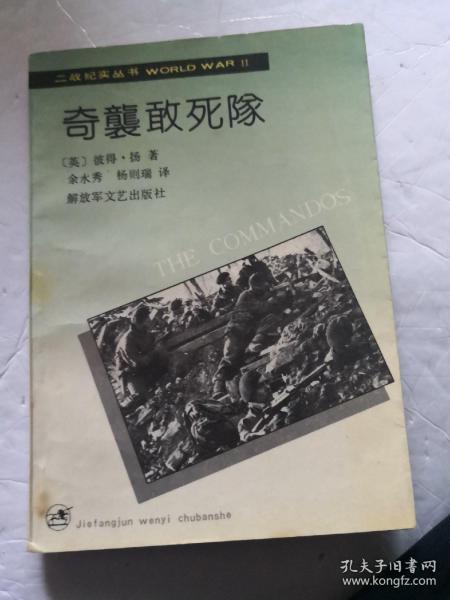 二战纪实丛书 WORLD WAR II
奇襲敢死隊
〔英〕彼得·扬 著
余水秀 杨则瑞 译
解放军文艺出版社
THE COMMANDOS
Jiefangjun wenyi chubanshe
孔夫子旧书网
www.kongfz.com